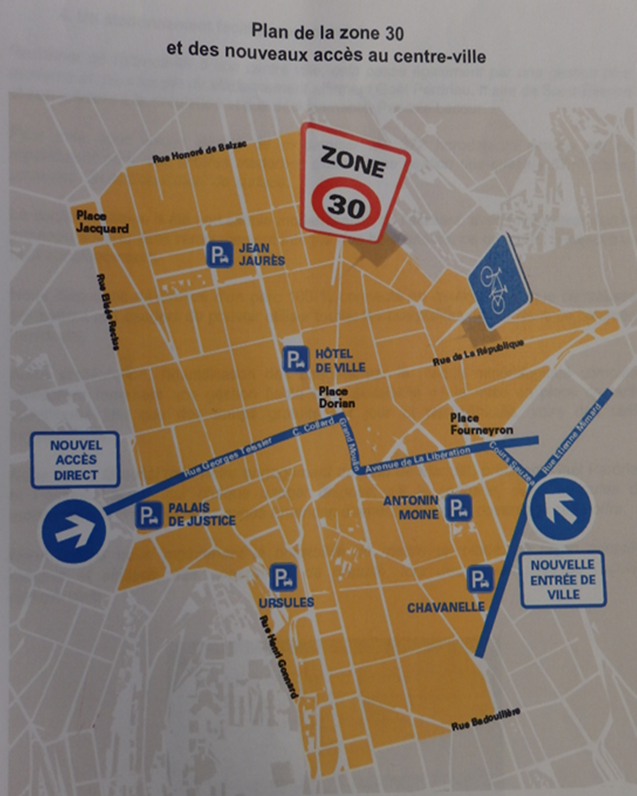 Plan de la zone 30
et des nouveaux accès au centre-ville
Rue Honoré de Balzac
ZONE
30
Place
Jacquard
P
JEAN
JAURÈS
Rue Elisée Reclus
P
HÔTEL
DE VILLE
Rue de La République
Place
Dorian
Place
Fourneyron
NOUVEL
ACCÈS
DIRECT
Rue Georges Teissier
C. Collard
Grand Moulin
Avenue de La Libération
Cours Sauzéa
Rue Etienne Mimard
P
PALAIS
DE JUSTICE
ANTONIN
MOINE
P
P
URSULES
CHAVANELLE
P
NOUVELLE
ENTRÉE DE
VILLE
Rue Henri Gonnard
Rue Badouillère